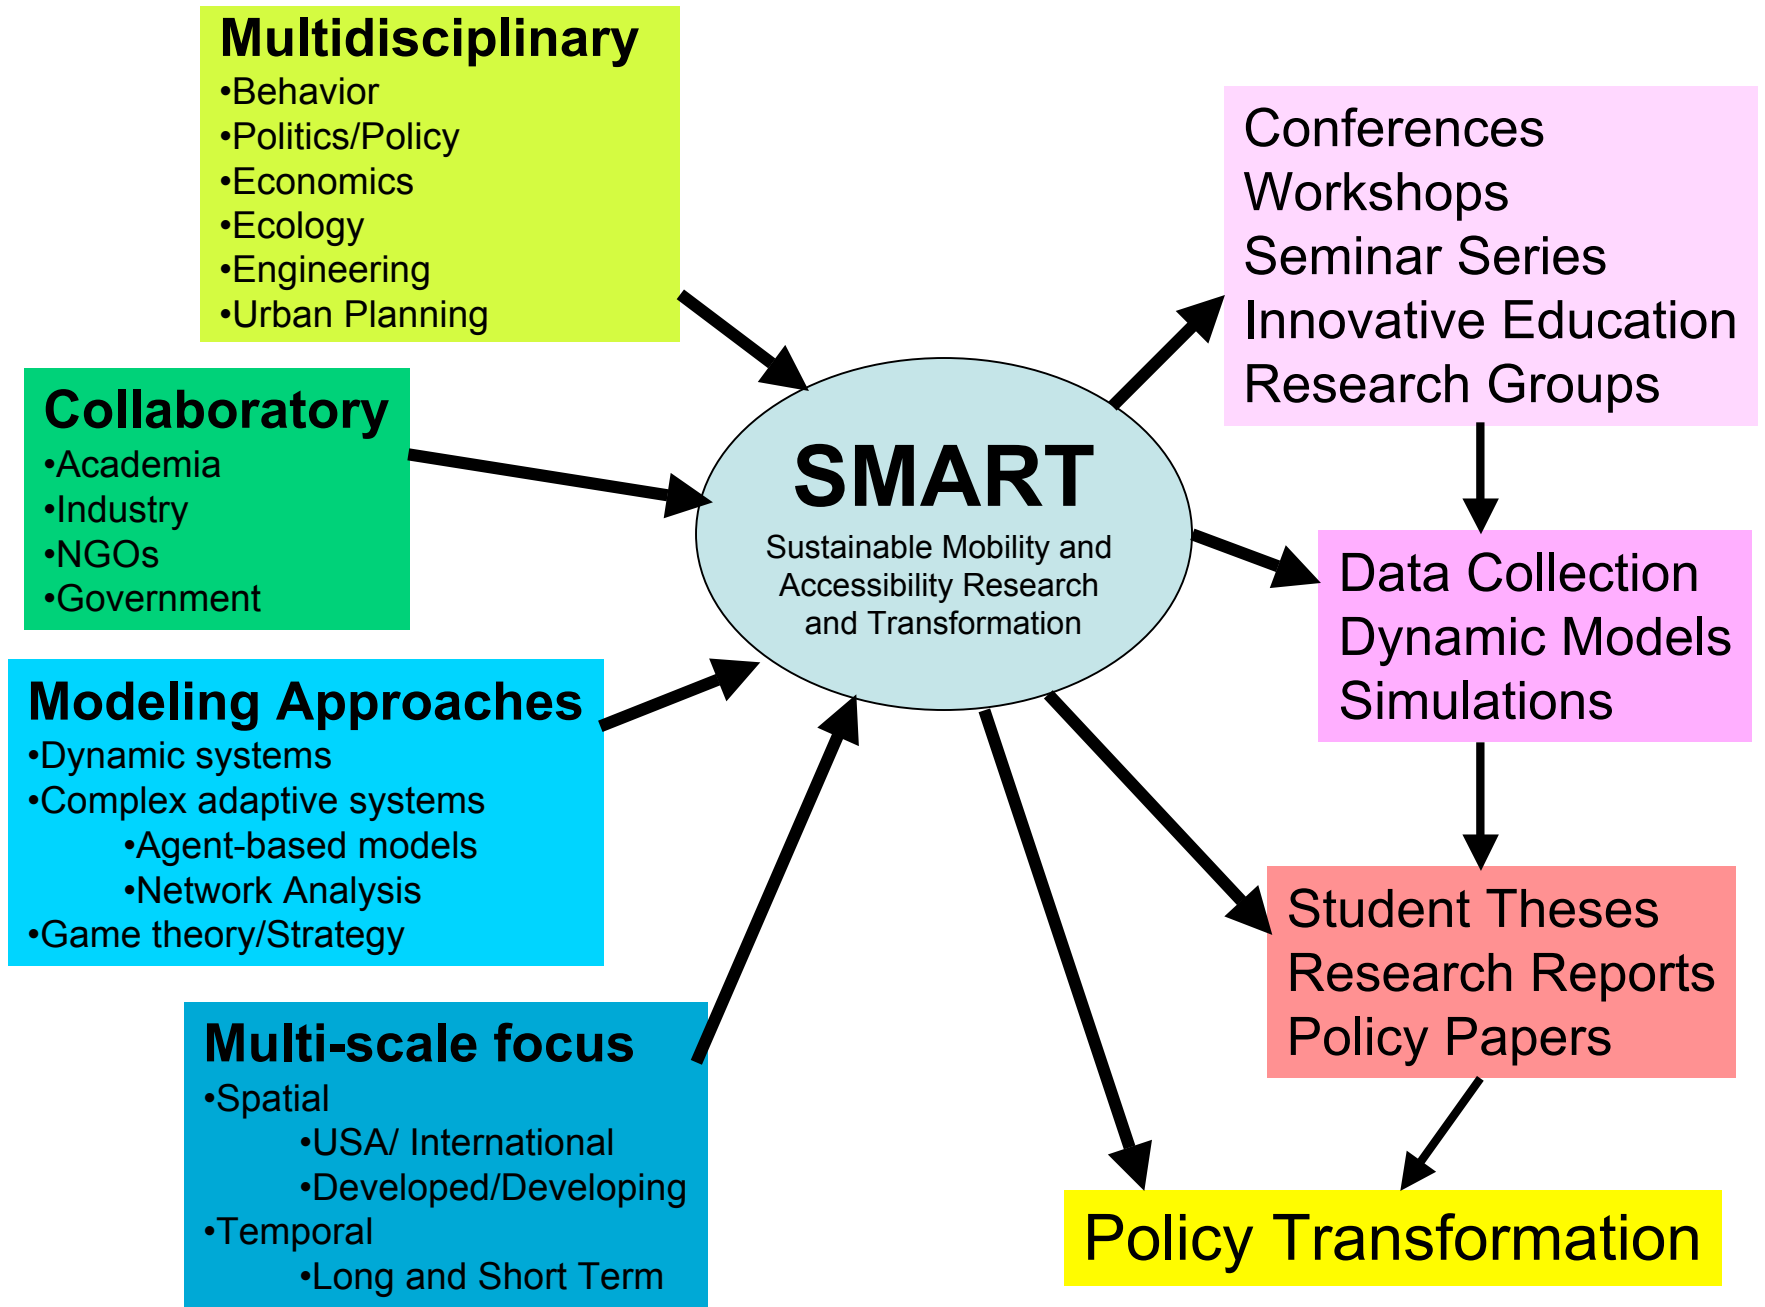 Multidisciplinary
•Behavior
•Politics/Policy
•Economics
•Ecology
•Engineering
•Urban Planning
Collaboratory
•Academia
•Industry
•NGOs
•Government
Modeling Approaches
•Dynamic systems
•Complex adaptive systems
•Agent-based models
•Network Analysis
•Game theory/Strategy
Multi-scale focus
•Spatial
•USA/ International
•Developed/Developing
•Temporal
•Long and Short Term
SMART
Sustainable Mobility and
Accessibility Research
and Transformation
Conferences
Workshops
Seminar Series
Innovative Education
Research Groups
Data Collection
Dynamic Models
Simulations
Student Theses
Research Reports
Policy Papers
Policy Transformation